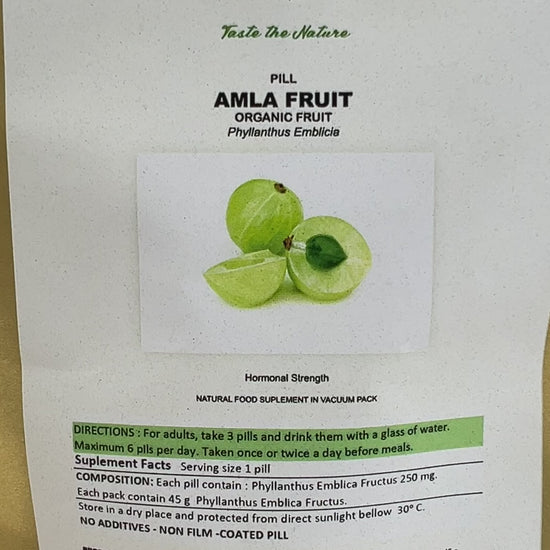 Taste the Nature
PILL
AMLA FRUIT
ORGANIC FRUIT
Phyllanthus Emblicia
Hormonal Strength
NATURAL FOOD SUPLEMENT IN VACUUM PACK
DIRECTIONS : For adults, take 3 pills and drink them with a glass of water.
Maximum 6 plls per day. Taken once or twice a day before meals.
Suplement Facts Serving size 1 pill
COMPOSITION: Each pill contain : Phyllanthus Emblica Fructus 250 mg.
Each pack contain 45 g Phyllanthus Emblica Fructus.
Store in a dry place and protected from direct sunlight bellow 30° C.
NO ADDITIVES - NON FILM -COATED PILL